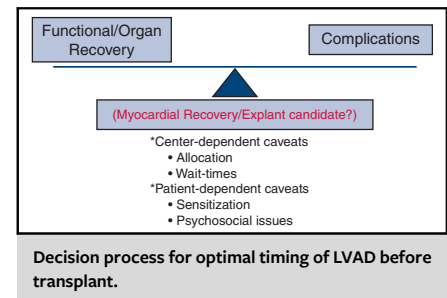 Functional/Organ
Recovery
Complications
(Myocardial Recovery/Explant candidate?)
*Center-dependent caveats
• Allocation
• Wait-times
*Patient-dependent caveats
• Sensitization
• Psychosocial issues
Decision process for optimal timing of LVAD before
transplant.